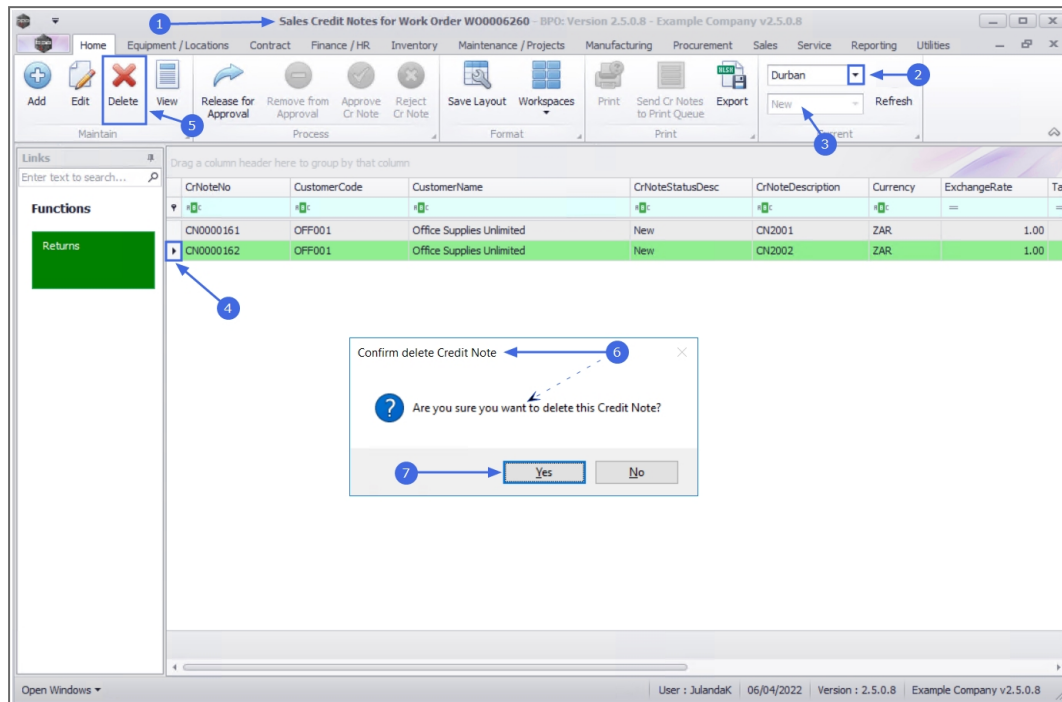 1
Sales Credit Notes for Work Order WO0006260 - BPO: Version 2.5.0.8 - Example Company v2.5.0.8
Home Equipment / Locations Contract Finance / HR Inventory Maintenance / Projects Manufacturing Procurement Sales Service Reporting Utilities
Add Edit Delete View Release for Approval Remove from Approval Approve Cr Note Reject Cr Note Save Layout Workspaces Print Send Cr Notes to Print Queue Export
Durban
2
New
Refresh
5
3
Maintain Process Format Print
Links
Drag a column header here to group by that column
Enter text to search...
CrNoteNo CustomerCode CustomerName CrNoteStatusDesc CrNoteDescription Currency ExchangeRate Ta
Functions
= =
CN0000161 OFF001 Office Supplies Unlimited New CN2001 ZAR 1.00
Returns
CN0000162 OFF001 Office Supplies Unlimited New CN2002 ZAR 1.00
4
Confirm delete Credit Note
6
Are you sure you want to delete this Credit Note?
7
Yes No
Open Windows
User : JulandaK 06/04/2022 Version : 2.5.0.8 Example Company v2.5.0.8